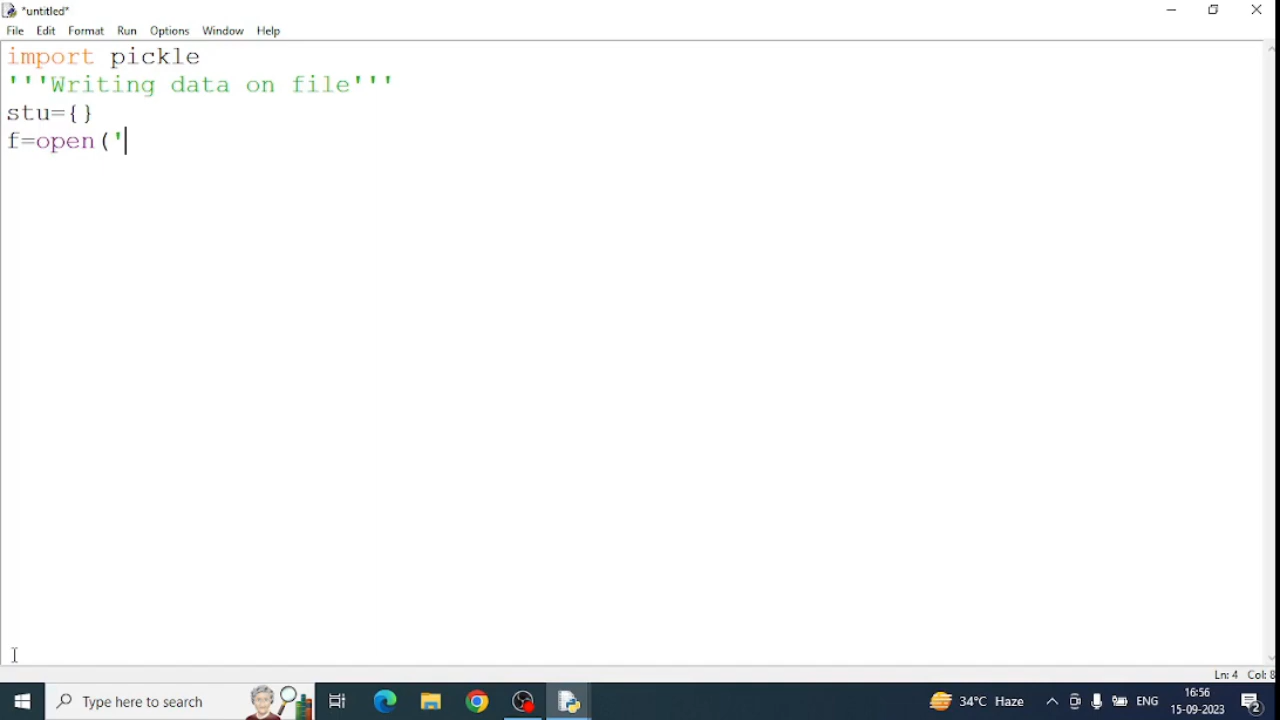 *untitled*
File Edit Format Run Options Window Help
import pickle
'''Writing data on file'''
stu={}
f=open('
Ln: 4 Col: 8
Type here to search
34°C Haze
ENG
16:56
15-09-2023
2